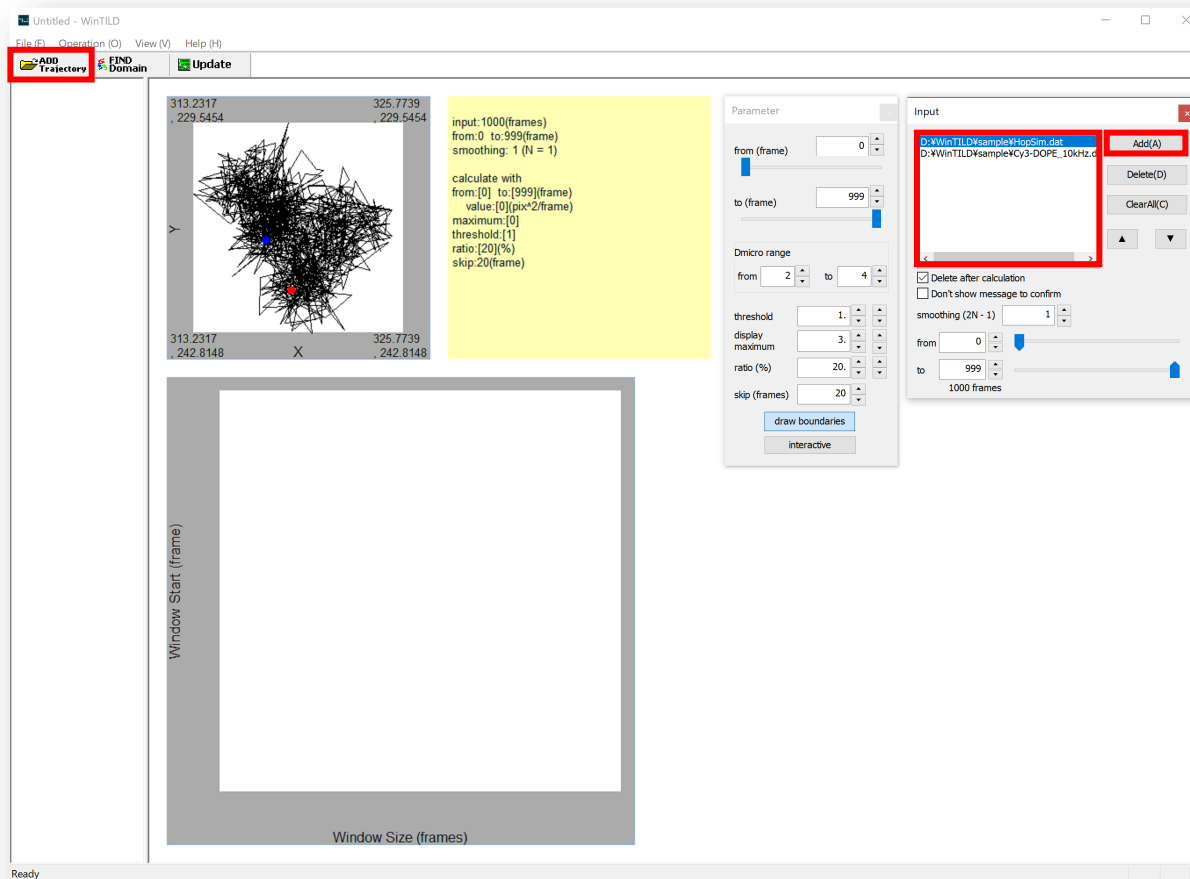 Untitled - WinTILD
File (F) Operation (O) View (V) Help (H)
ADD Trajectory
FIND Domain
Update
313.2317 , 229.5454
325.7739 , 229.5454
Y
313.2317 , 242.8148
X
325.7739 , 242.8148
input:1000(frames)
from:0 to:999(frame)
smoothing: 1 (N = 1)
calculate with
from:[0] to:[999](frame)
value:[0](pix^2/frame)
maximum:[0]
threshold:[1]
ratio:[20](%)
skip:20(frame)
Window Start (frame)
Window Size (frames)
Parameter
from (frame) 0
to (frame) 999
Dmicro range
from 2 to 4
threshold 1.
display maximum 3.
ratio (%) 20.
skip (frames) 20
draw boundaries
interactive
Input
D:¥WinTILD¥sample¥HopSim.dat
D:¥WinTILD¥sample¥Cy3-DOPE_10kHz.d
Add(A)
Delete(D)
ClearAll(C)
▲ ▼
Delete after calculation
Don't show message to confirm
smoothing (2N - 1) 1
from 0
to 999
1000 frames
Ready